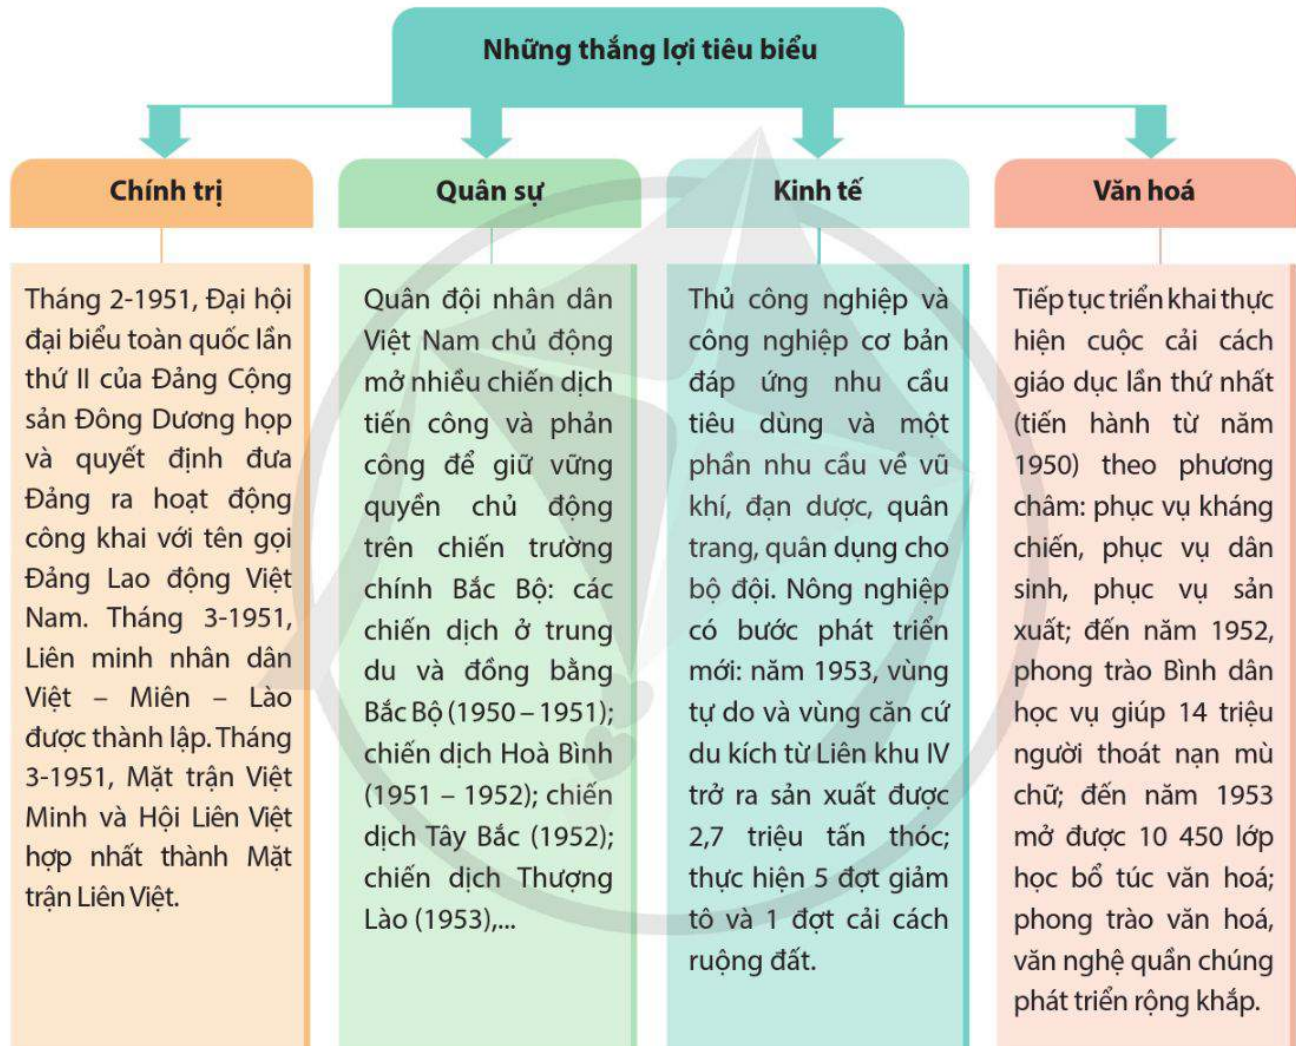 Những thắng lợi tiêu biểu
Chính trị
Tháng 2-1951, Đại hội
đại biểu toàn quốc lần
thứ II của Đảng Cộng
sản Đông Dương họp
và quyết định đưa
Đảng ra hoạt động
công khai với tên gọi
Đảng Lao động Việt
Nam. Tháng 3-1951,
Liên minh nhân dân
Việt – Miên – Lào
được thành lập. Tháng
3-1951, Mặt trận Việt
Minh và Hội Liên Việt
hợp nhất thành Mặt
trận Liên Việt.
Quân sự
Quân đội nhân dân
Việt Nam chủ động
mở nhiều chiến dịch
tiến công và phản
công để giữ vững
quyền chủ động
trên chiến trường
chính Bắc Bộ: các
chiến dịch ở trung
du và đồng bằng
Bắc Bộ (1950 – 1951);
chiến dịch Hoà Bình
(1951 – 1952); chiến
dịch Tây Bắc (1952);
chiến dịch Thượng
Lào (1953),...
Kinh tế
Thủ công nghiệp và
công nghiệp cơ bản
đáp ứng nhu cầu
tiêu dùng và một
phần nhu cầu về vũ
khí, đạn dược, quân
trang, quân dụng cho
bộ đội. Nông nghiệp
có bước phát triển
mới: năm 1953, vùng
tự do và vùng căn cứ
du kích từ Liên khu IV
trở ra sản xuất được
2,7 triệu tấn thóc;
thực hiện 5 đợt giảm
tô và 1 đợt cải cách
ruộng đất.
Văn hoá
Tiếp tục triển khai thực
hiện cuộc cải cách
giáo dục lần thứ nhất
(tiến hành từ năm
1950) theo phương
châm: phục vụ kháng
chiến, phục vụ dân
sinh, phục vụ sản
xuất; đến năm 1952,
phong trào Bình dân
học vụ giúp 14 triệu
người thoát nạn mù
chữ; đến năm 1953
mở được 10 450 lớp
học bổ túc văn hoá;
phong trào văn hoá,
văn nghệ quần chúng
phát triển rộng khắp.